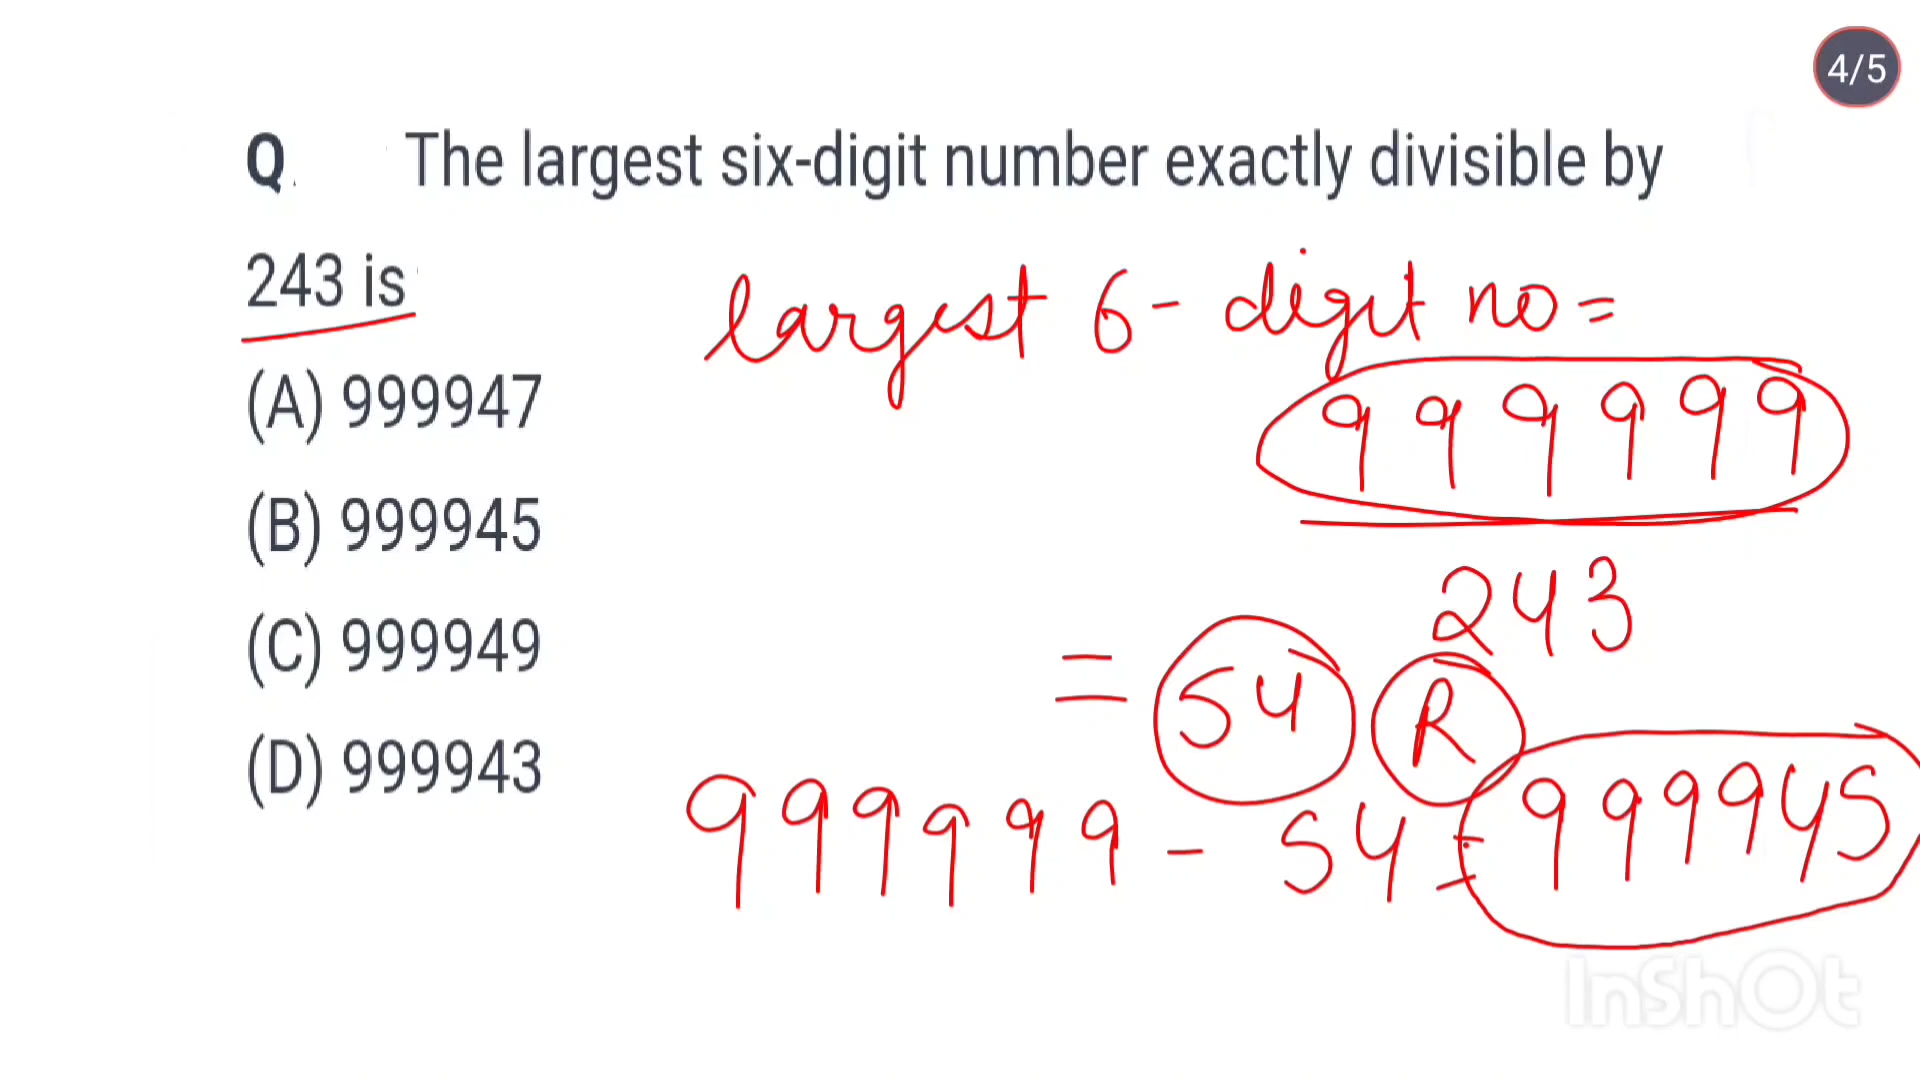 4/5
Q. The largest six-digit number exactly divisible by
243 is
largest 6- digit no =
(A) 999947
999999
(B) 999945
243
(C) 999949
= 54 R
(D) 999943
999999 - 54 = 999945
InShOt